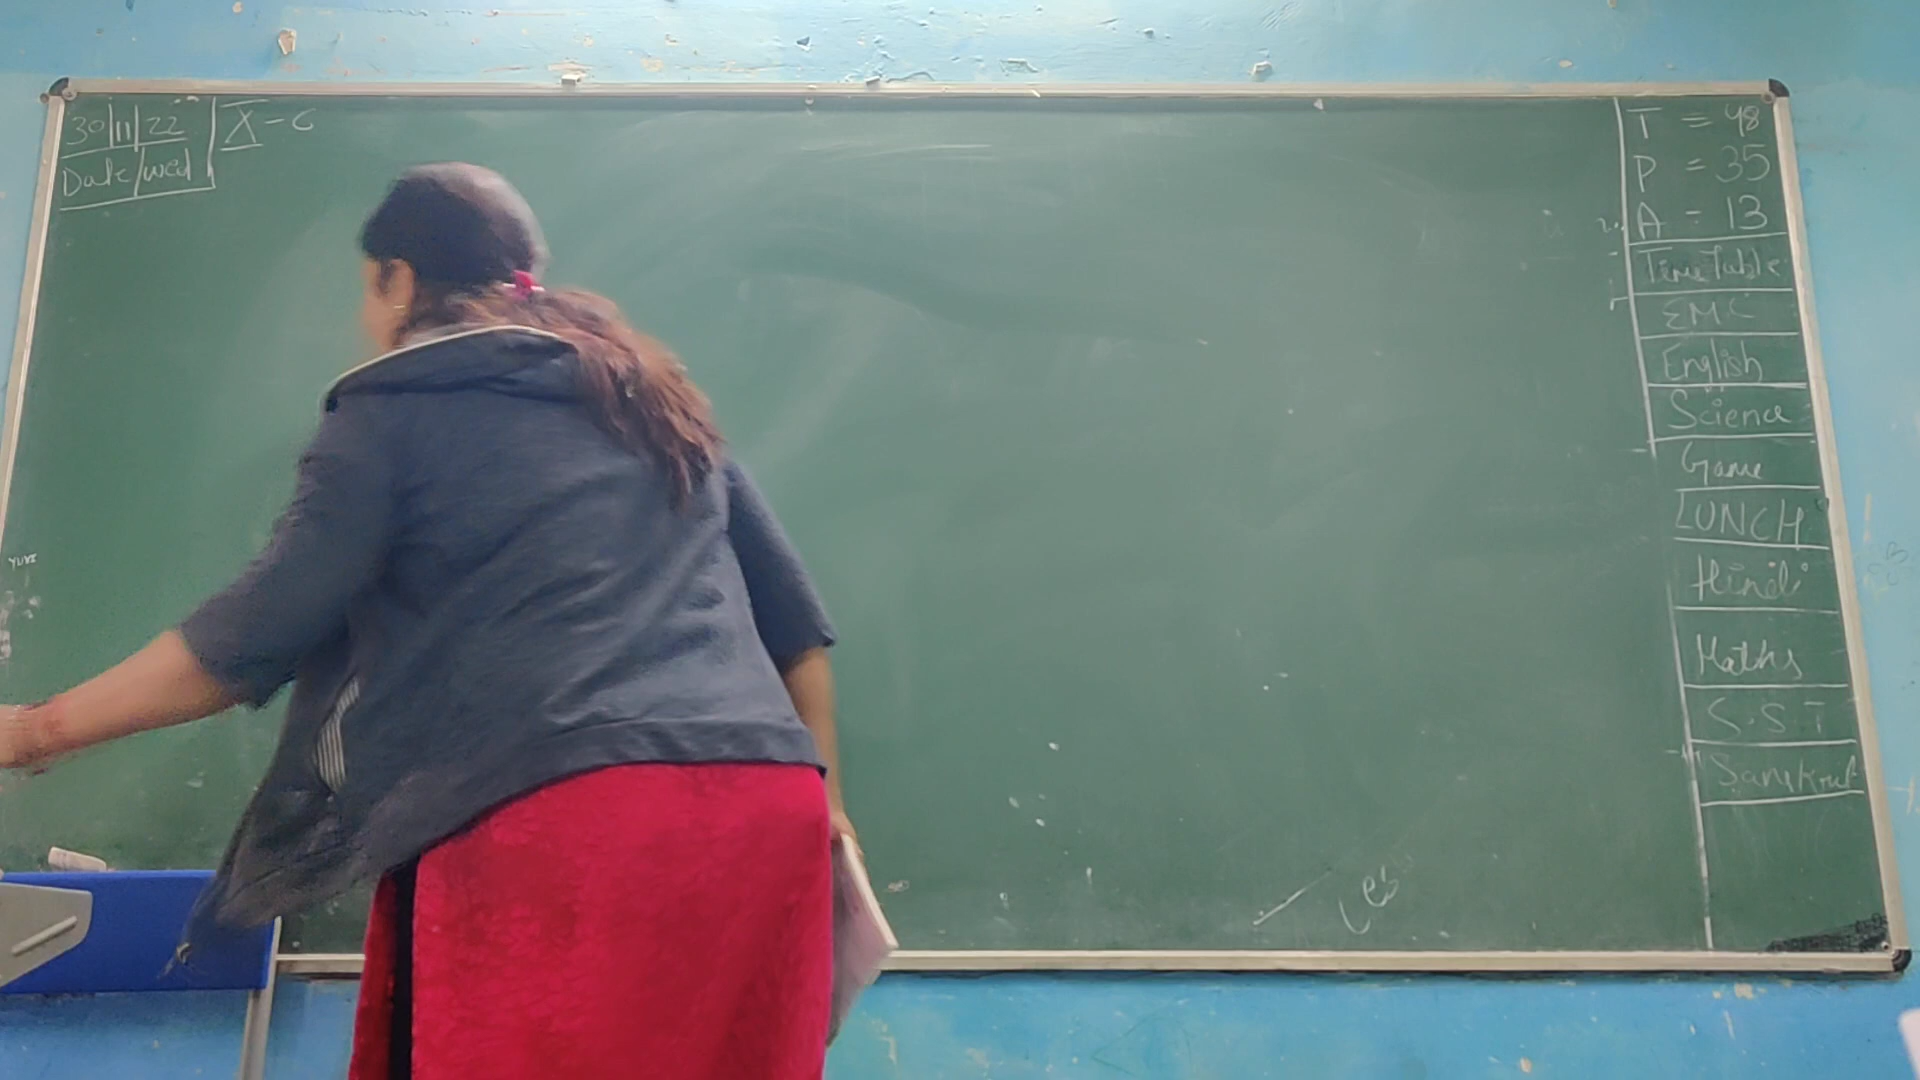 30/11/22 X-C
Date/wed
T = 48
P = 35
A = 13
Time Table
EMC
English
Science
Game
LUNCH
Hindi
Maths
S.S.T
Sanskrit